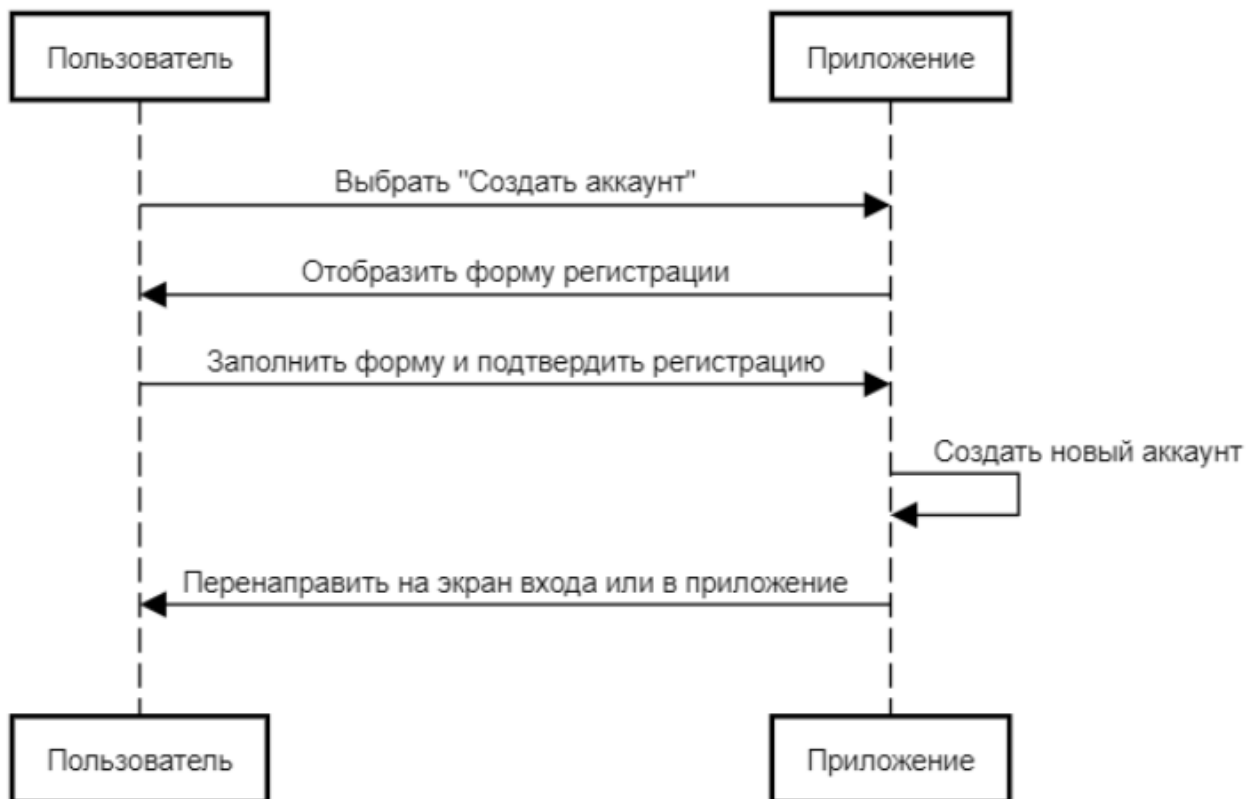 Пользователь
Приложение
Выбрать "Создать аккаунт"
Отобразить форму регистрации
Заполнить форму и подтвердить регистрацию
Создать новый аккаунт
Перенаправить на экран входа или в приложение
Пользователь
Приложение